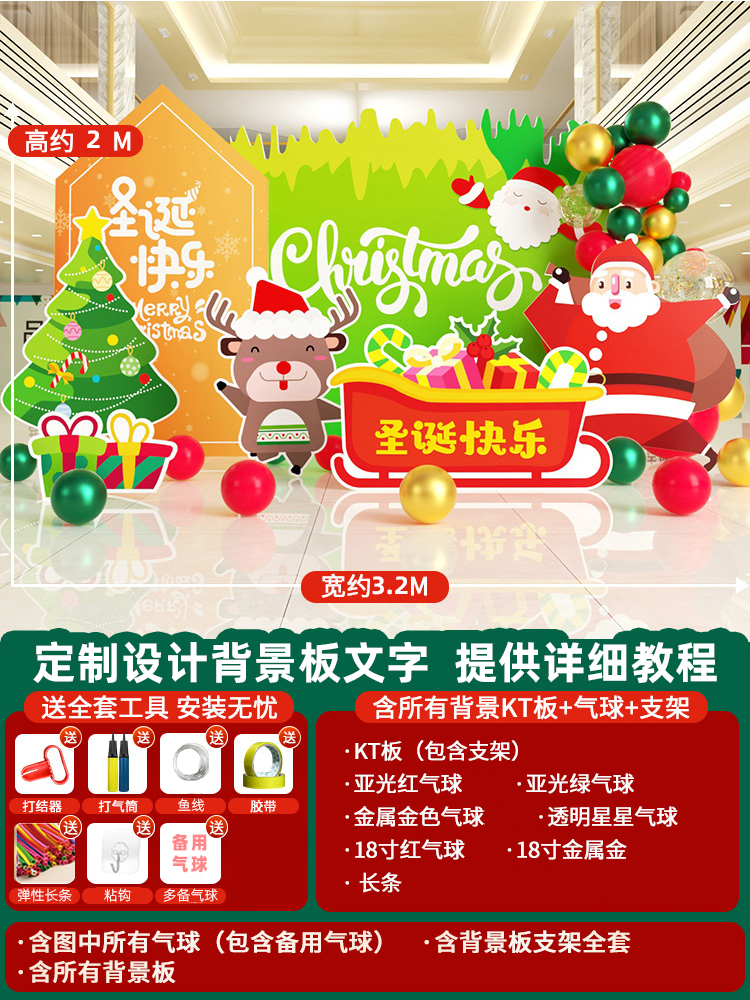 高约 2 M
圣诞
快乐
Merry
Christmas
Christmas
圣诞快乐
宽约3.2M
定制设计背景板文字 提供详细教程
送全套工具 安装无忧
送 送 送 送
打结器 打气筒 鱼线 胶带
送 送 送
备用
气球
弹性长条 粘钩 多备气球
含所有背景KT板+气球+支架
·KT板（包含支架）
·亚光红气球 ·亚光绿气球
·金属金色气球 ·透明星星气球
·18寸红气球 ·18寸金属金
·长条
·含图中所有气球（包含备用气球） ·含背景板支架全套
·含所有背景板